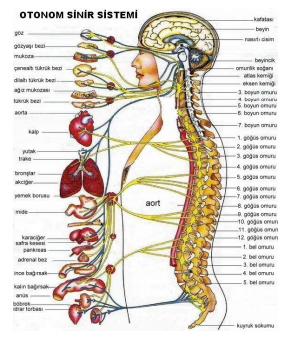 OTONOM SİNİR SİSTEMİ
göz
gözyaşı bezi
mukoza
çenealtı tükrük bezi
dilaltı tükrük bezi
ağız mukozası
tükrük bezi
aorta
kalp
yutak
trake
bronşlar
akciğer
yemek borusu
mide
karaciğer
safra kesesi
pankreas
adrenal bez
ince bağırsak
kalın bağırsak
anüs
böbrek
idrar torbası
aort
kafatası
beyin
nasırlı cisim
beyincik
omurilik soğanı
atlas kemiği
eksen kemiği
3. boyun omuru
4. boyun omuru
5. boyun omuru
6. boyun omuru
7. boyun omuru
1. göğüs omuru
2. göğüs omuru
3. göğüs omuru
4. göğüs omuru
5. göğüs omuru
6. göğüs omuru
7. göğüs omuru
8. göğüs omuru
9. göğüs omuru
10. göğüs omuru
11. göğüs omuru
12. göğüs omuru
1. bel omuru
2. bel omuru
3. bel omuru
4. bel omuru
5. bel omuru
kuyruk sokumu